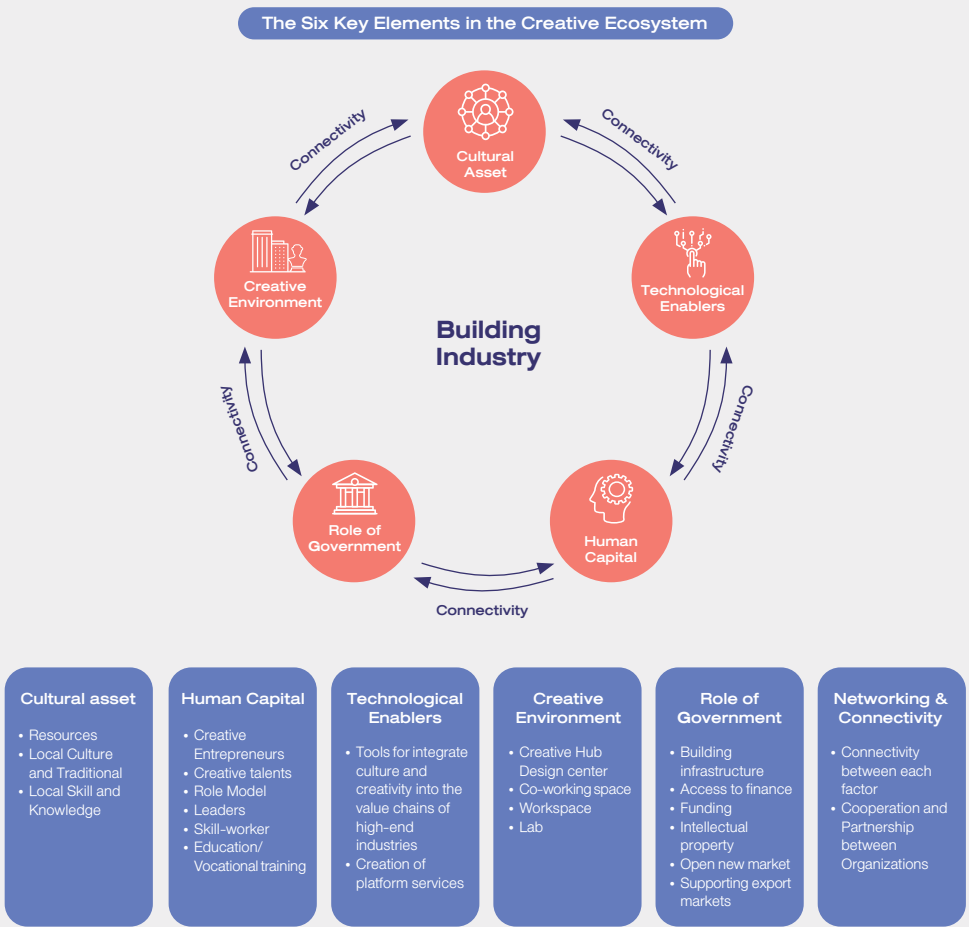 The Six Key Elements in the Creative Ecosystem
Connectivity
Connectivity
Cultural
Asset
Creative
Environment
Technological
Enablers
Building
Industry
Connectivity
Connectivity
Role of
Government
Human
Capital
Connectivity
Cultural asset
• Resources
• Local Culture
and Traditional
• Local Skill and
Knowledge
Human Capital
• Creative
Entrepreneurs
• Creative talents
• Role Model
• Leaders
• Skill-worker
• Education/
Vocational training
Technological
Enablers
• Tools for integrate
culture and
creativity into the
value chains of
high-end
industries
• Creation of
platform services
Creative
Environment
• Creative Hub
Design center
• Co-working space
• Workspace
• Lab
Role of
Government
• Building
infrastructure
• Access to finance
• Funding
• Intellectual
property
• Open new market
• Supporting export
markets
Networking &
Connectivity
• Connectivity
between each
factor
• Cooperation and
Partnership
between
Organizations